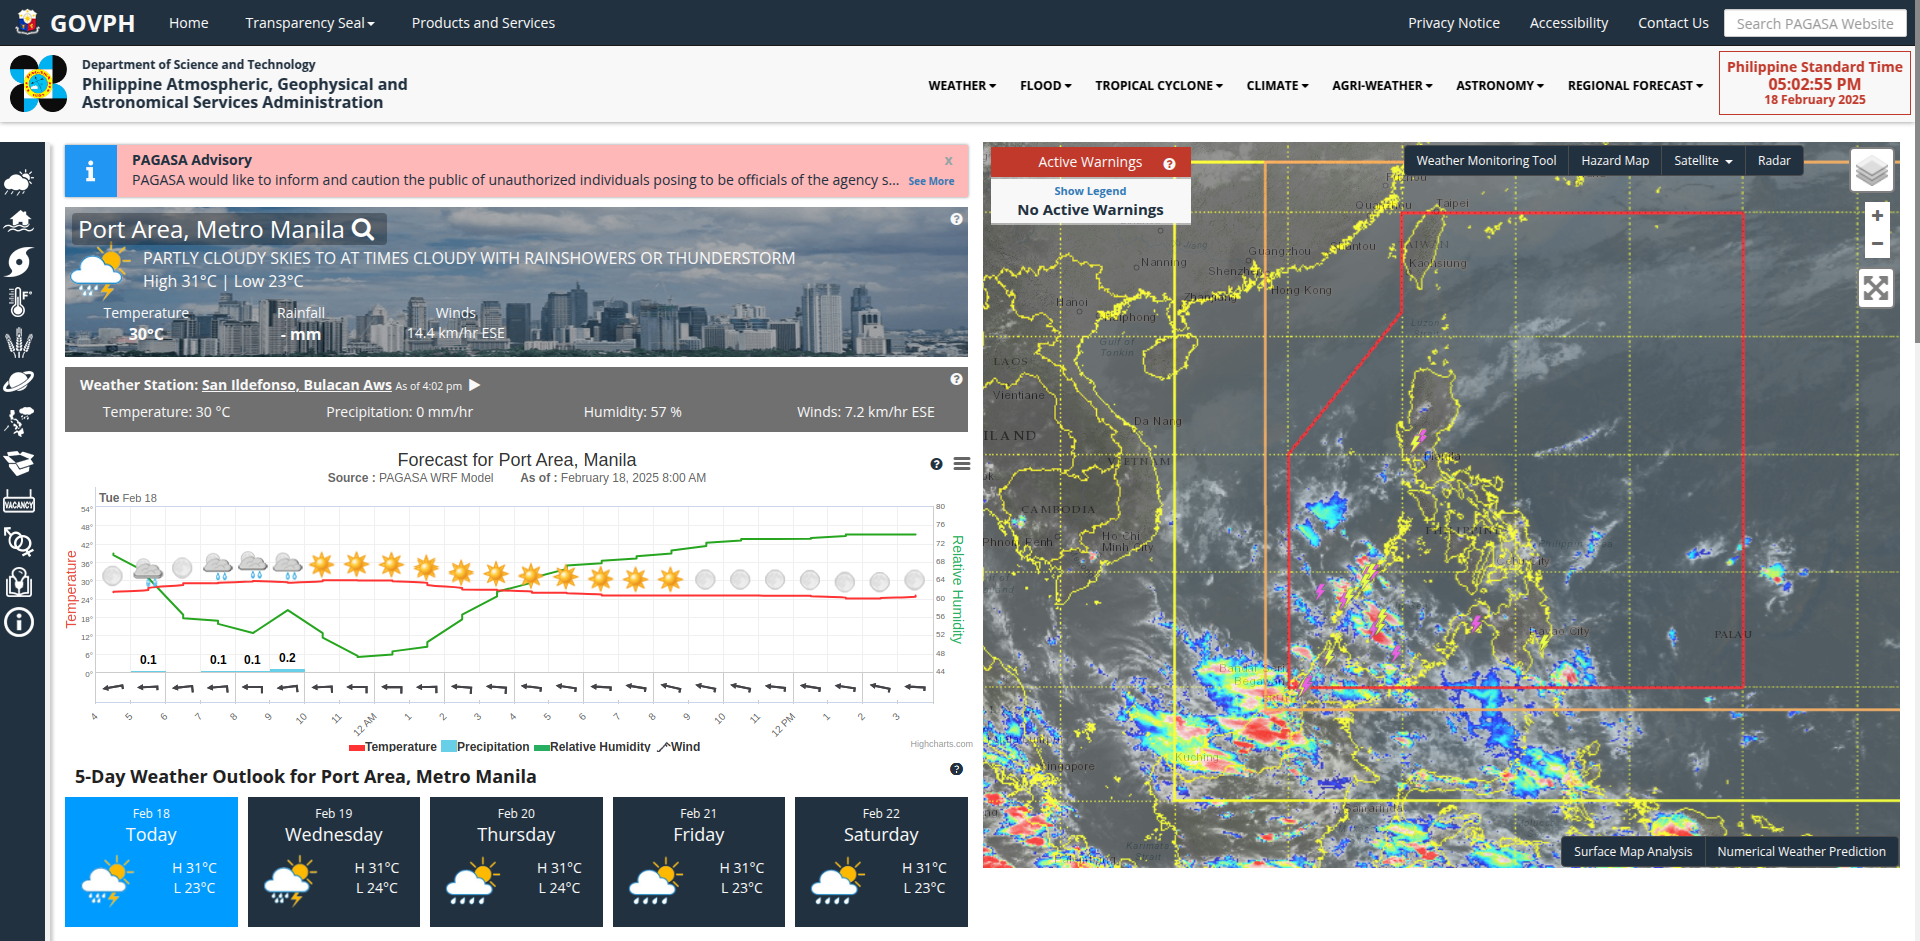 GOVPH
Home
Transparency Seal
Products and Services
Privacy Notice
Accessibility
Contact Us
Search PAGASA Website
Department of Science and Technology
Philippine Atmospheric, Geophysical and
Astronomical Services Administration
WEATHER
FLOOD
TROPICAL CYCLONE
CLIMATE
AGRI-WEATHER
ASTRONOMY
REGIONAL FORECAST
Philippine Standard Time
05:02:55 PM
18 February 2025
VACANCY
PAGASA Advisory
x
PAGASA would like to inform and caution the public of unauthorized individuals posing to be officials of the agency s... See More
Port Area, Metro Manila
PARTLY CLOUDY SKIES TO AT TIMES CLOUDY WITH RAINSHOWERS OR THUNDERSTORM
High 31°C | Low 23°C
Temperature
Rainfall
Winds
30°C
- mm
14.4 km/hr ESE
Weather Station: San Ildefonso, Bulacan Aws As of 4:02 pm
Temperature: 30 °C
Precipitation: 0 mm/hr
Humidity: 57 %
Winds: 7.2 km/hr ESE
Forecast for Port Area, Manila
Source : PAGASA WRF Model As of : February 18, 2025 8:00 AM
Tue Feb 18
Temperature
54°
48°
42°
36°
30°
24°
18°
12°
6°
0°
0.1
0.1
0.1
0.2
80
76
72
68
64
60
56
52
48
44
Relative Humidity
4 5 6 7 8 9 10 11 12 AM 1 2 3 4 5 6 7 8 9 10 11 12 PM 1 2 3
Temperature Precipitation Relative Humidity Wind
Highcharts.com
5-Day Weather Outlook for Port Area, Metro Manila
Feb 18
Today
H 31°C
L 23°C
Feb 19
Wednesday
H 31°C
L 24°C
Feb 20
Thursday
H 31°C
L 24°C
Feb 21
Friday
H 31°C
L 23°C
Feb 22
Saturday
H 31°C
L 23°C
Active Warnings
Show Legend
No Active Warnings
Weather Monitoring Tool
Hazard Map
Satellite
Radar
+
−
Taipei
Guangzhou
Nanning
Shenzhen
Kaohsiung
Hong Kong
Hanoi
Gulf of
Tonkin
LAOS
Vientiane
Da Nang
VIETNAM
CAMBODIA
Phnom Penh
Ho Chi
Minh City
Davao City
PALAU
Kuching
Surface Map Analysis
Numerical Weather Prediction